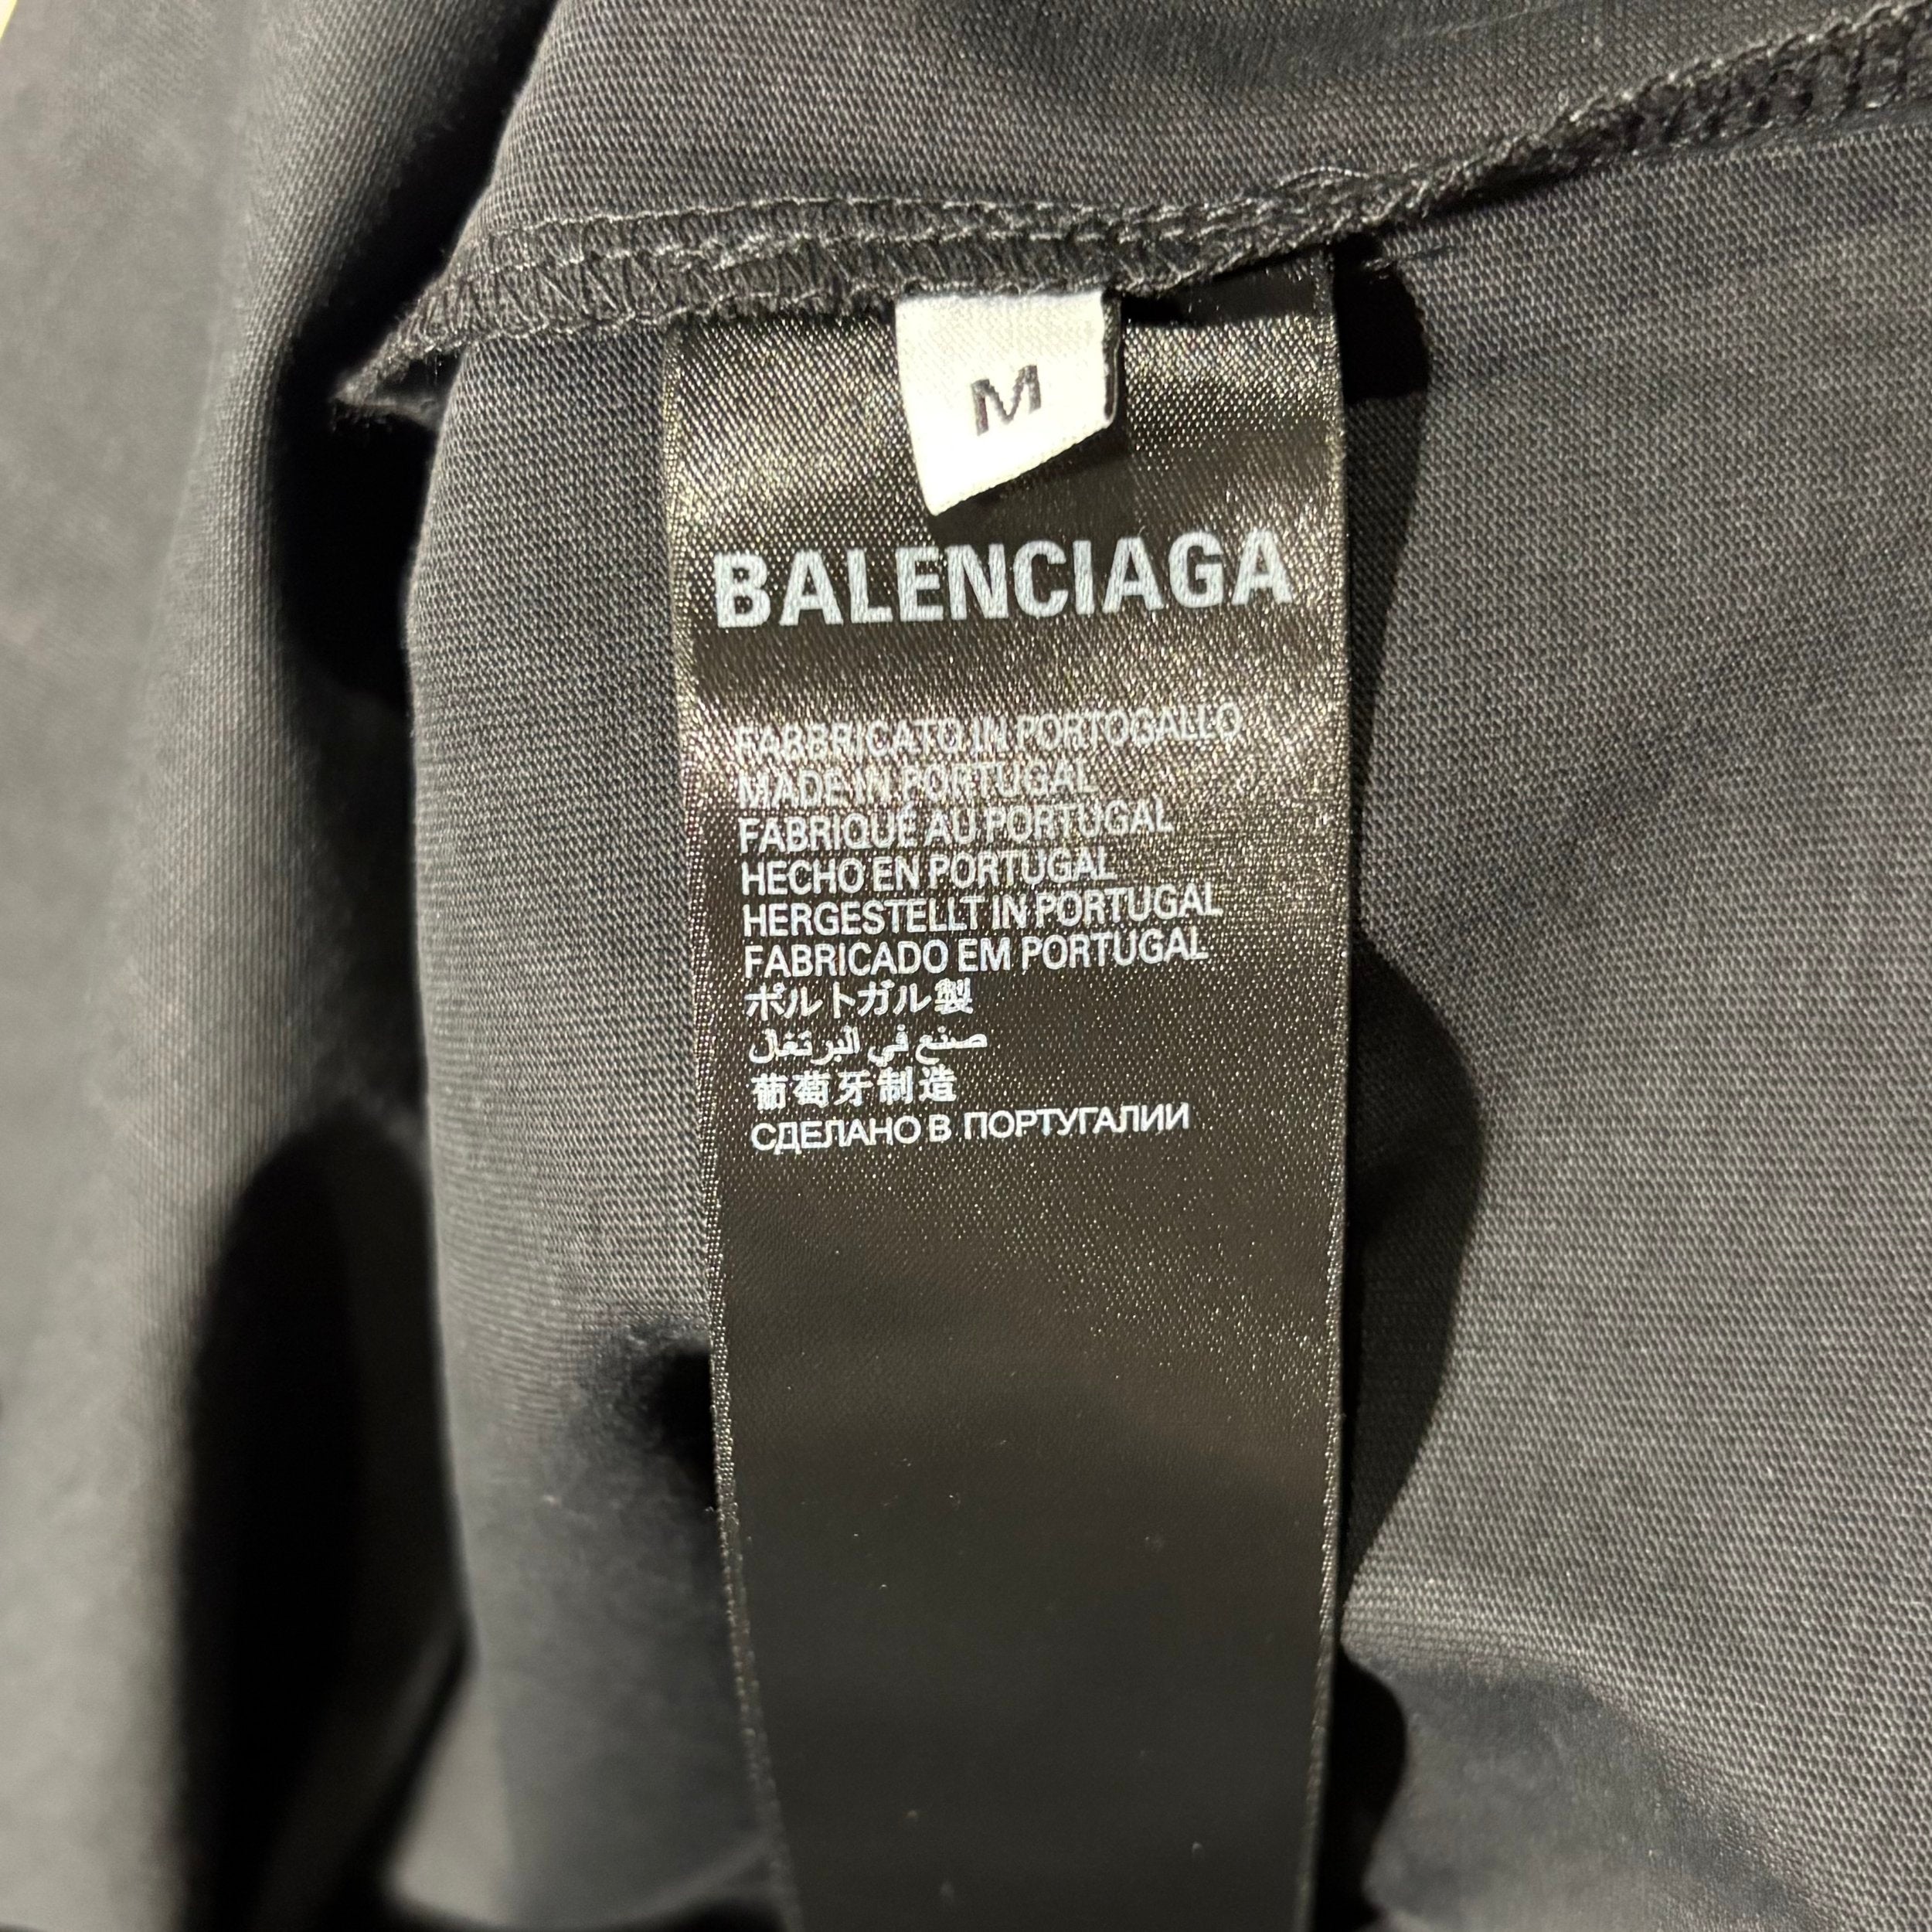 M
BALENCIAGA
FABBRICATO IN PORTOGALLO
MADE IN PORTUGAL
FABRIQUÉ AU PORTUGAL
HECHO EN PORTUGAL
HERGESTELLT IN PORTUGAL
FABRICADO EM PORTUGAL
ポルトガル製
صنع في البرتغال
葡萄牙制造
СДЕЛАНО В ПОРТУГАЛИИ